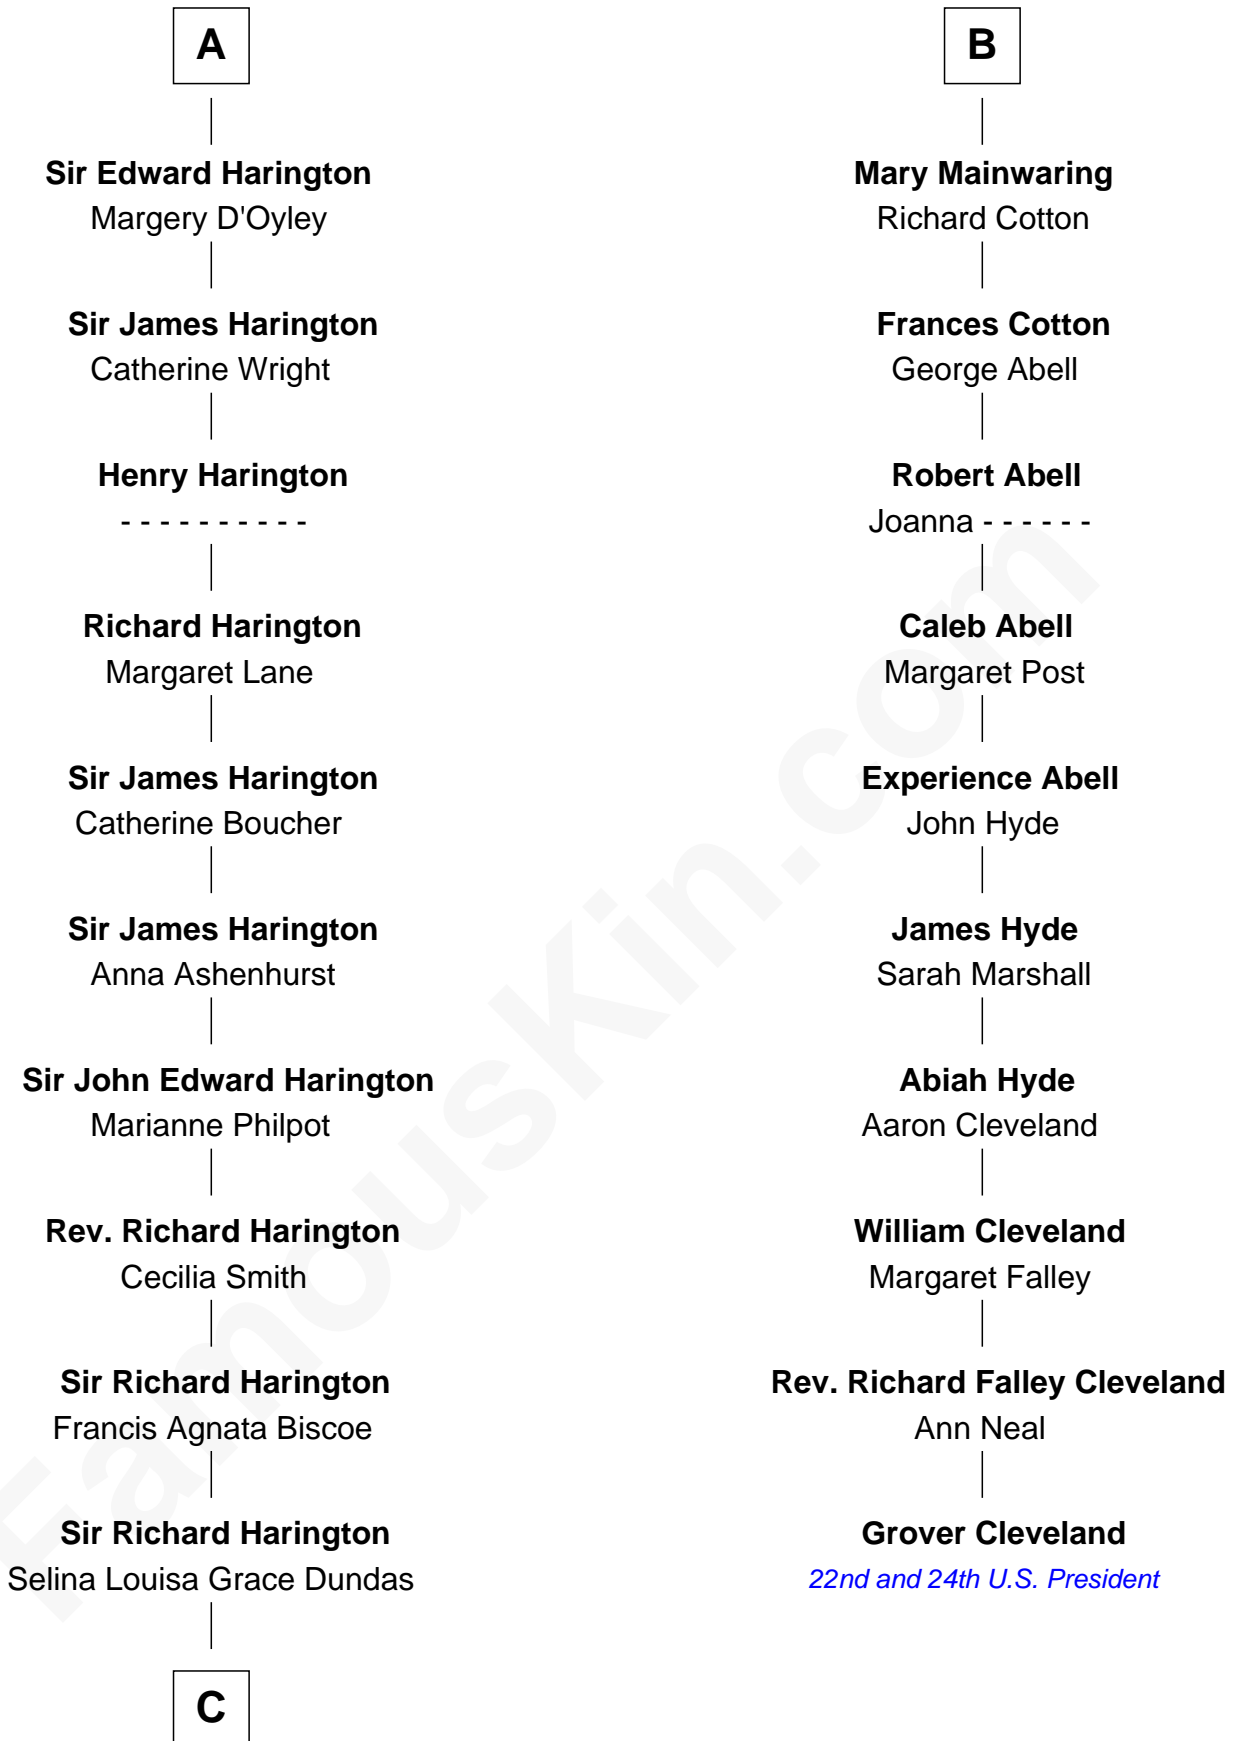 A
Sir Edward Harington
Margery D'Oyley
Sir James Harington
Catherine Wright
Henry Harington
- - - - - - - - - -
Richard Harington
Margaret Lane
Sir James Harington
Catherine Boucher
Sir James Harington
Anna Ashenhurst
Sir John Edward Harington
Marianne Philpot
Rev. Richard Harington
Cecilia Smith
Sir Richard Harington
Francis Agnata Biscoe
Sir Richard Harington
Selina Louisa Grace Dundas
C
B
Mary Mainwaring
Richard Cotton
Frances Cotton
George Abell
Robert Abell
Joanna - - - - - -
Caleb Abell
Margaret Post
Experience Abell
John Hyde
James Hyde
Sarah Marshall
Abiah Hyde
Aaron Cleveland
William Cleveland
Margaret Falley
Rev. Richard Falley Cleveland
Ann Neal
Grover Cleveland
22nd and 24th U.S. President
FamousKin.com